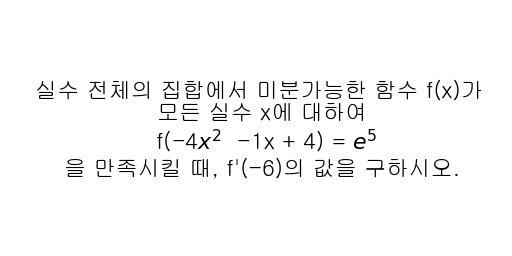 실수 전체의 집합에서 미분가능한 함수 f(x)가
모든 실수 x에 대하여
f(−4x² −1x + 4) = e⁵
을 만족시킬 때, f'(−6)의 값을 구하시오.